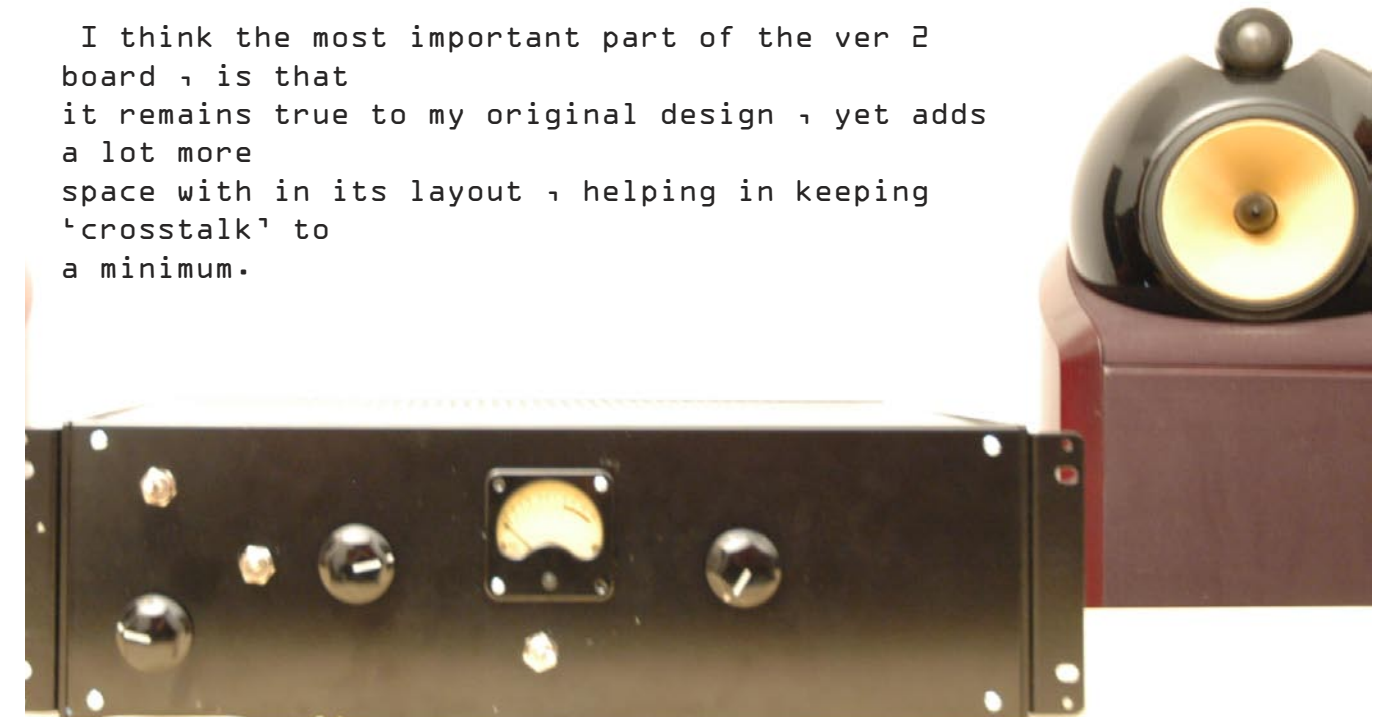 I think the most important part of the ver 2
board , is that
it remains true to my original design , yet adds
a lot more
space with in its layout , helping in keeping
'crosstalk' to
a minimum.